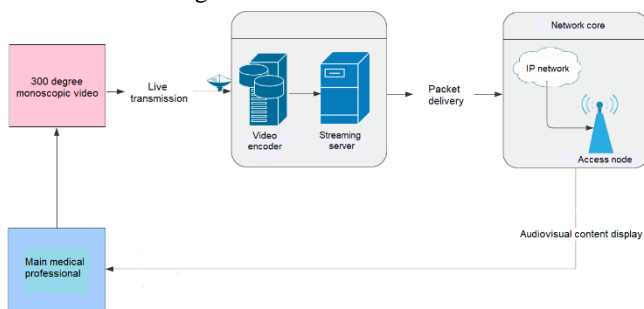 Network core
300 degree
monoscopic video
Live
transmission
Video
encoder
Streaming
server
Packet
delivery
IP network
Access node
Audiovisual content display
Main medical
professional